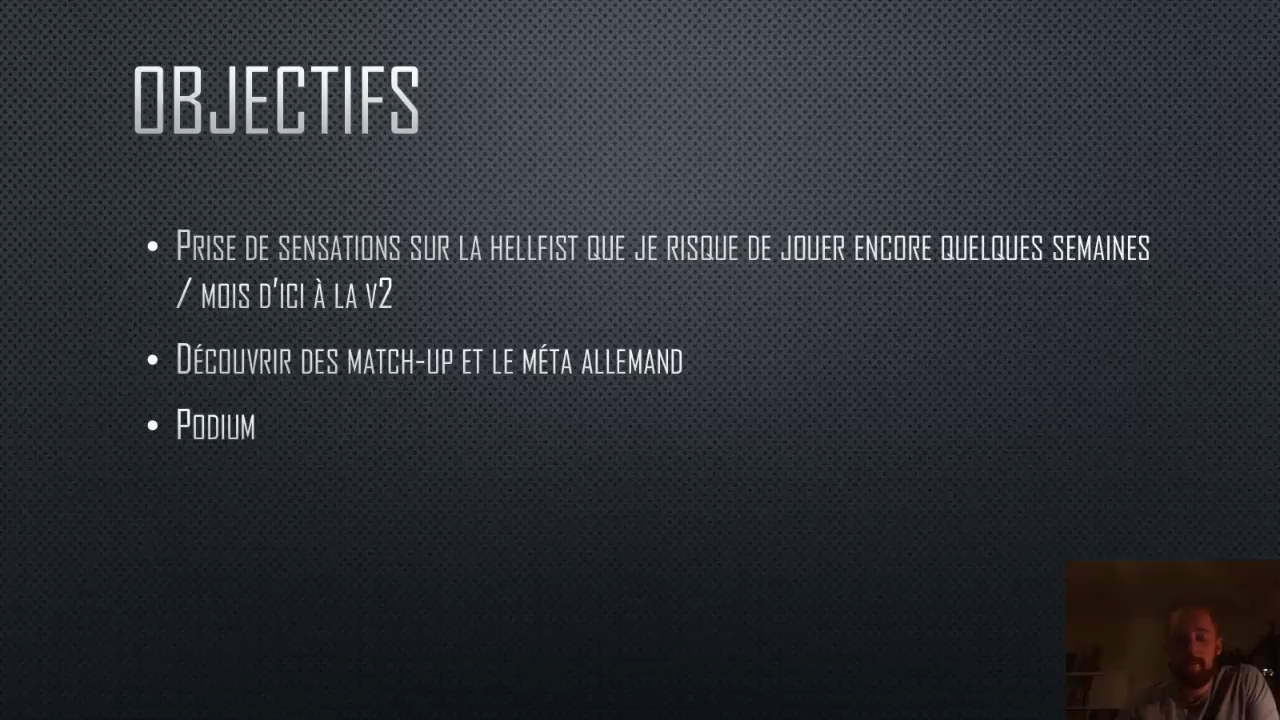 OBJECTIFS
• Prise de sensations sur la hellfist que je risque de jouer encore quelques semaines
/ mois d'ici à la v2
• Découvrir des match-up et le méta allemand
• Podium